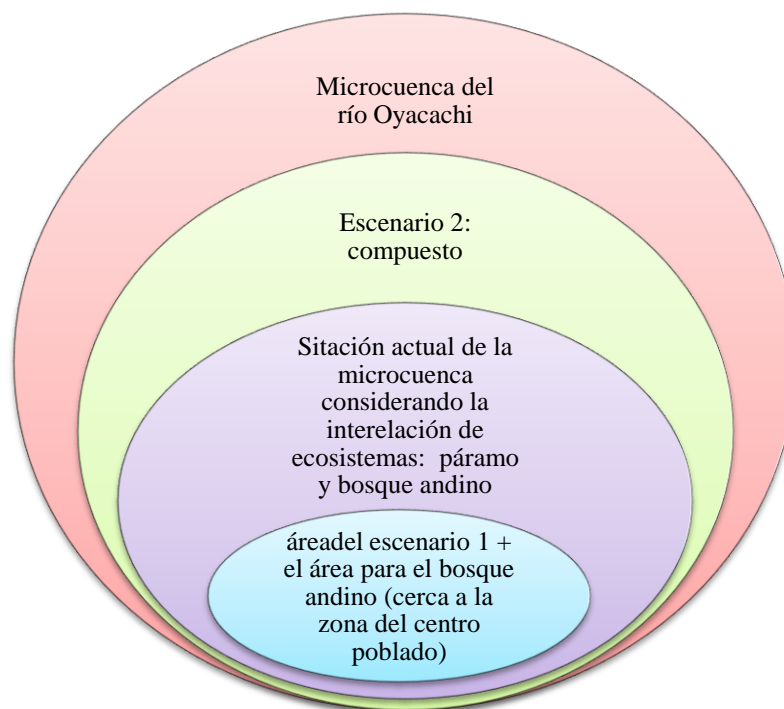 Microcuenca del
río Oyacachi
Escenario 2:
compuesto
Sitación actual de la
microcuenca
considerando la
interelación de
ecosistemas: páramo
y bosque andino
áreadel escenario 1 +
el área para el bosque
andino (cerca a la
zona del centro
poblado)